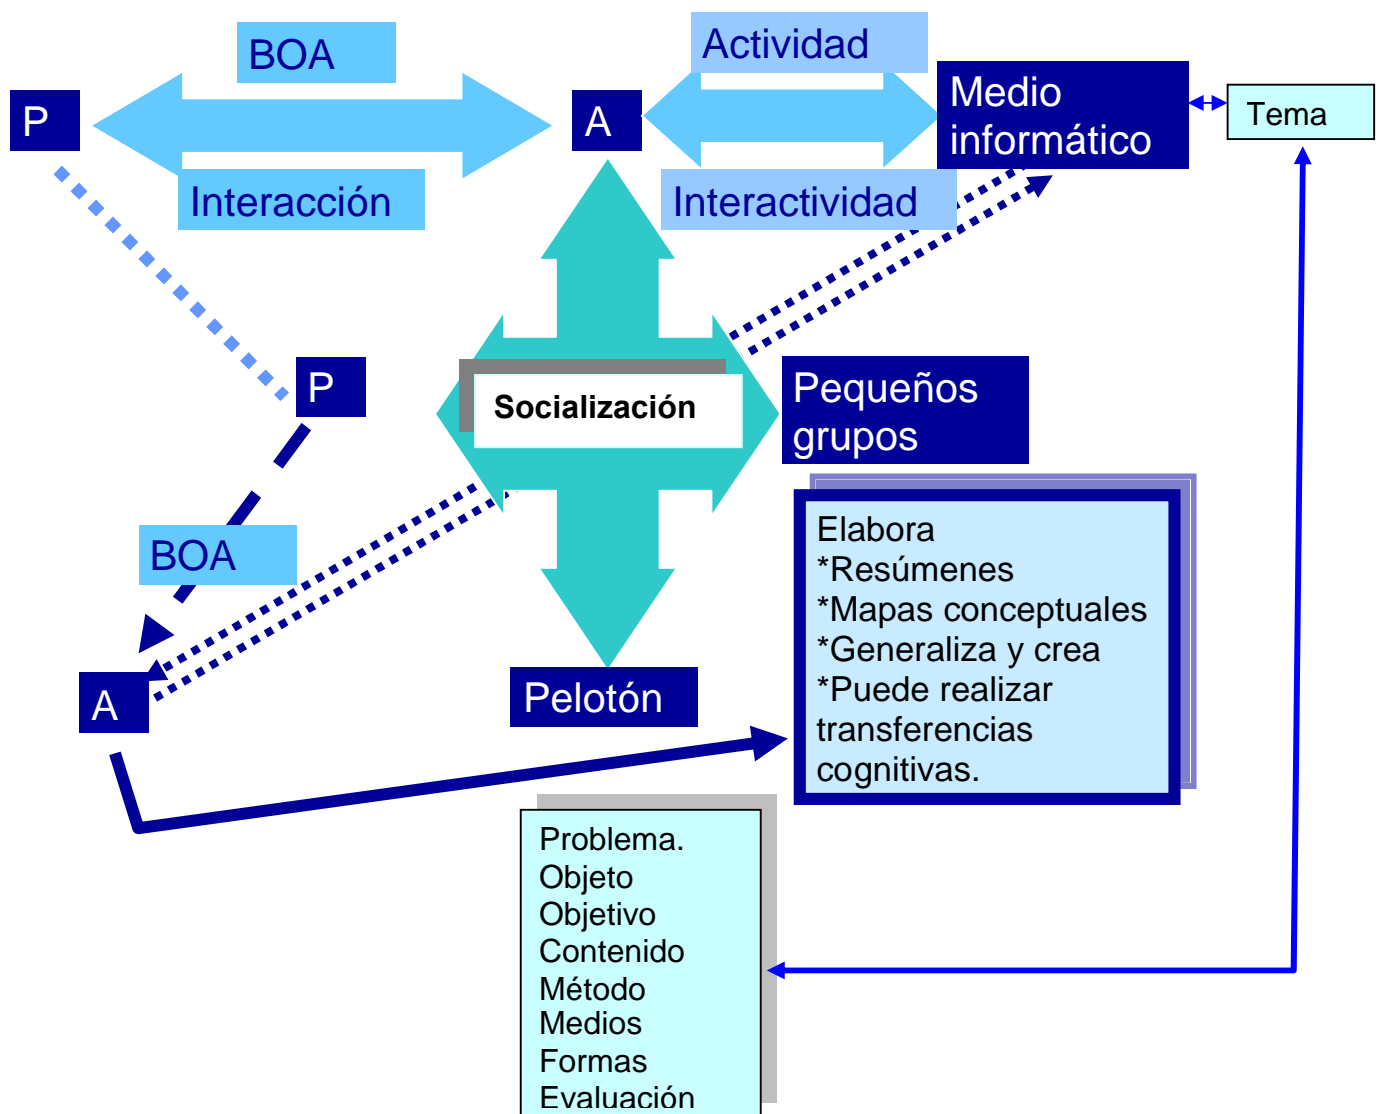 BOA
Actividad
P
A
Medio
informático
Tema
Interacción
Interactividad
P
Socialización
Pequeños
grupos
BOA
Elabora
*Resúmenes
*Mapas conceptuales
*Generaliza y crea
*Puede realizar
transferencias
cognitivas.
A
Pelotón
Problema.
Objeto
Objetivo
Contenido
Método
Medios
Formas
Evaluación